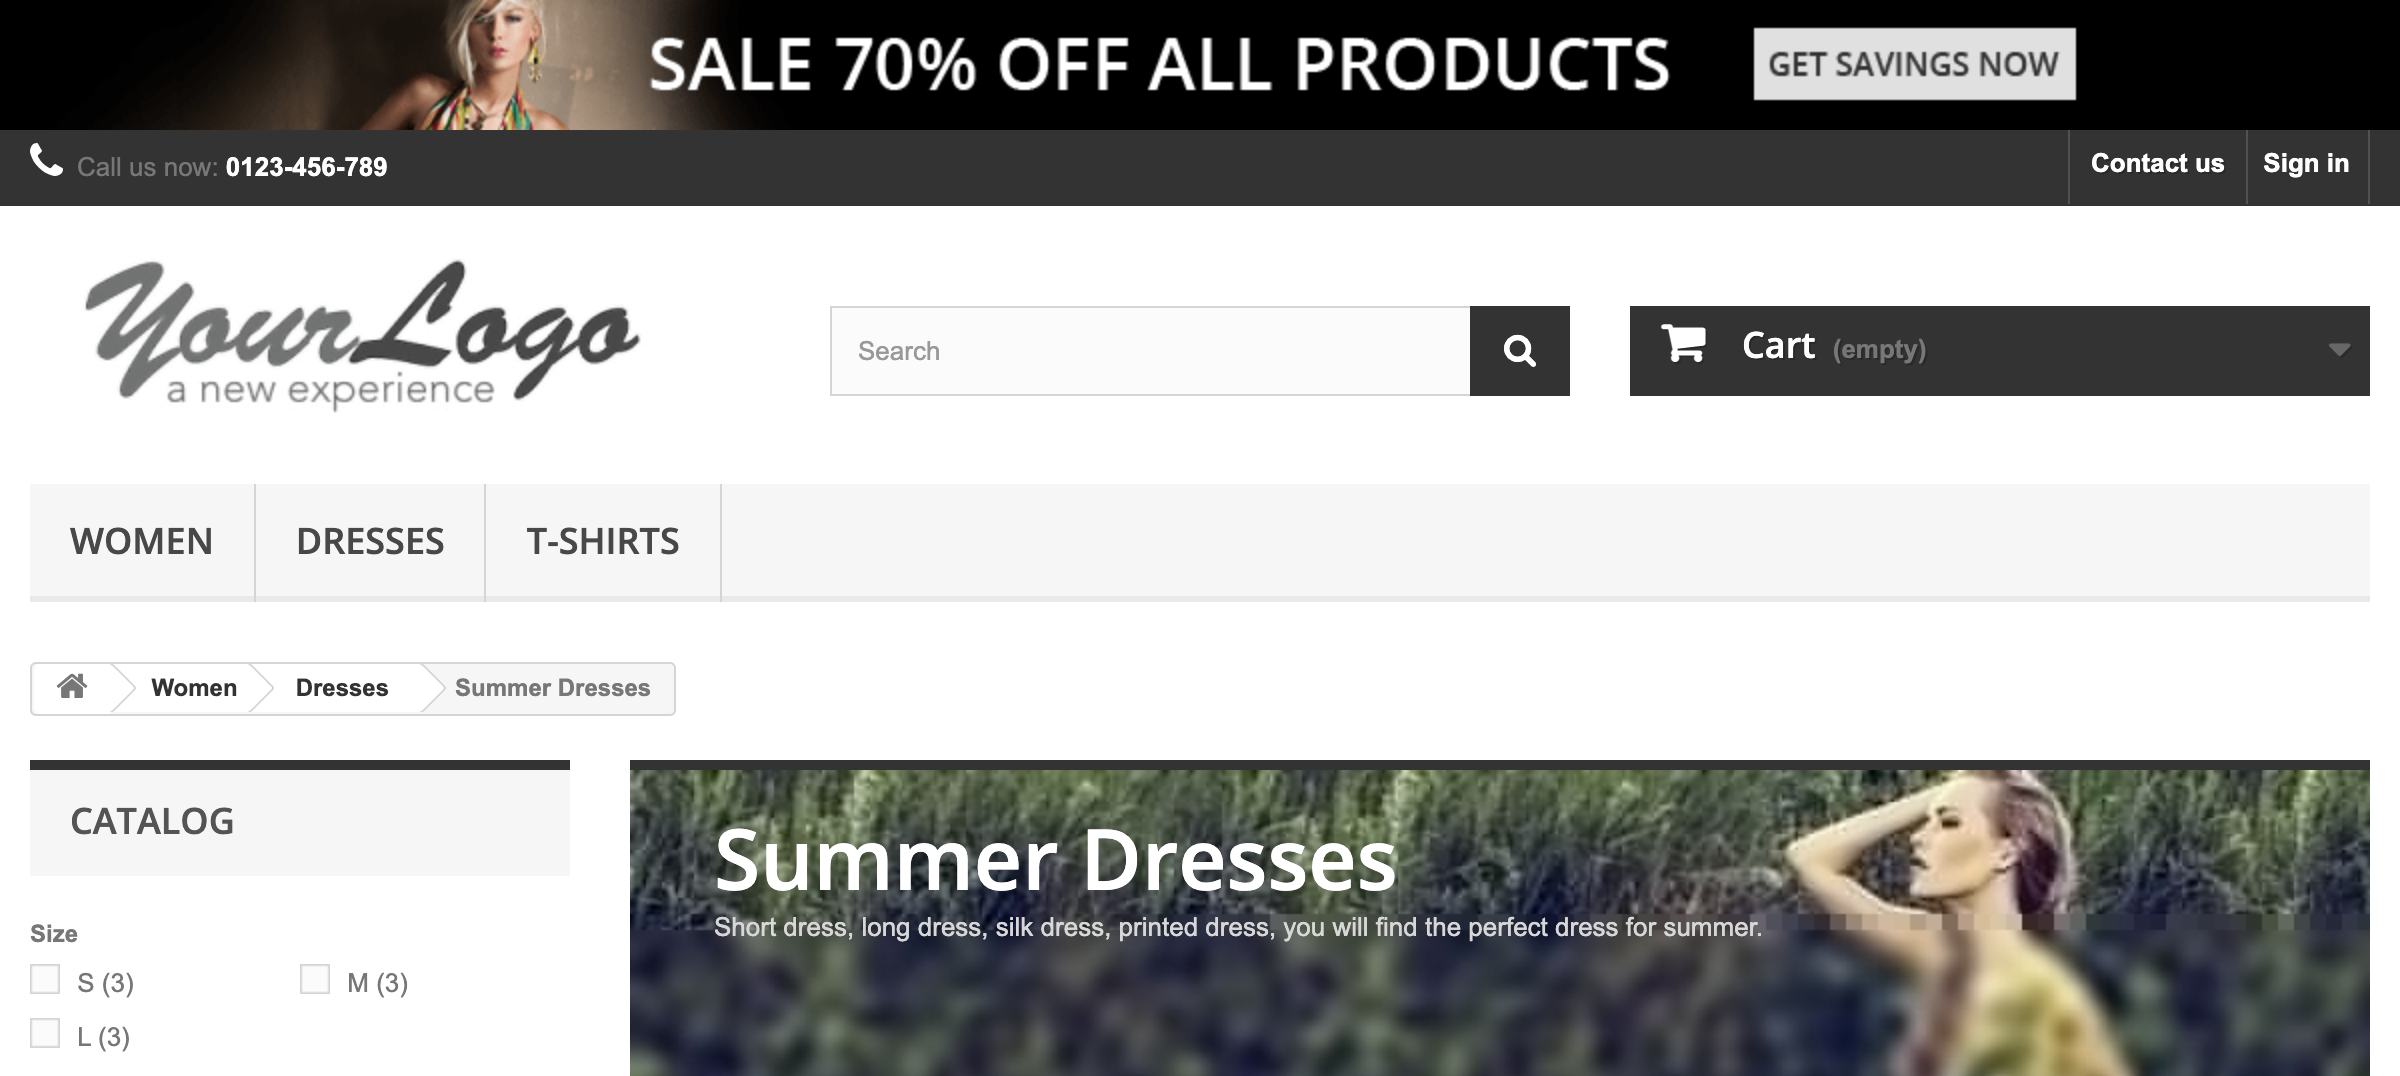 SALE 70% OFF ALL PRODUCTS
GET SAVINGS NOW
Call us now: 0123-456-789
Contact us
Sign in
YourLogo
a new experience
Search
Cart (empty)
WOMEN
DRESSES
T-SHIRTS
Women
Dresses
Summer Dresses
CATALOG
Size
S (3)
M (3)
L (3)
Summer Dresses
Short dress, long dress, silk dress, printed dress, you will find the perfect dress for summer.